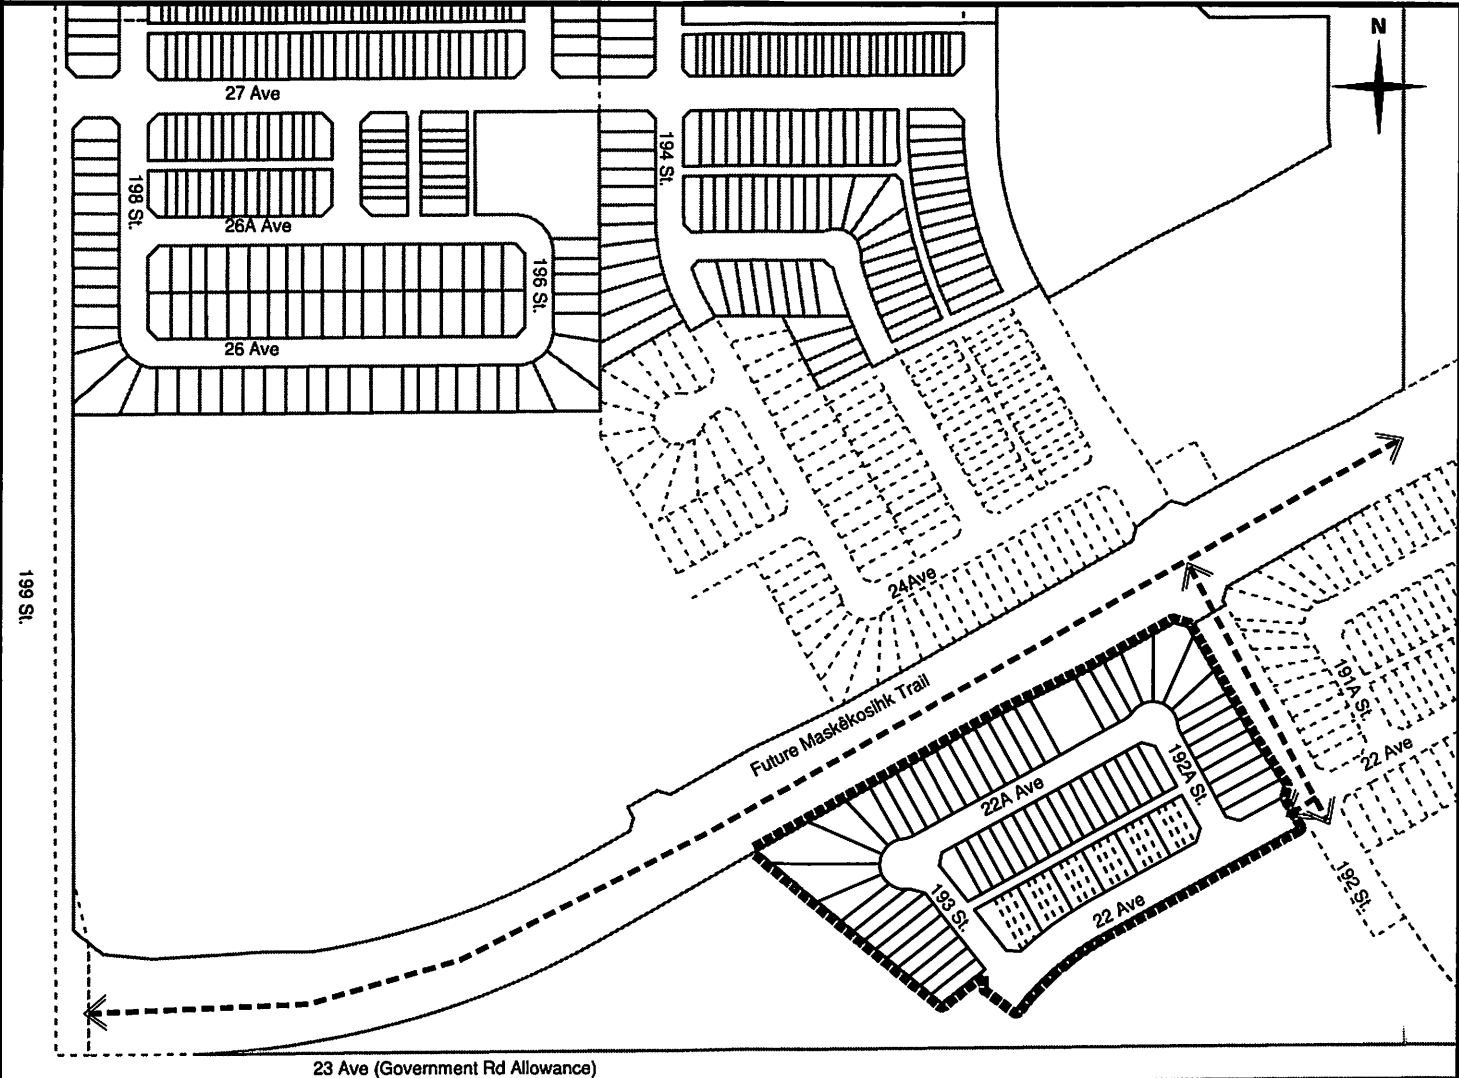 N
27 Ave
194 St.
198 St.
26A Ave
196 St.
26 Ave
199 St.
24Ave
191A St.
Future Maskêkosihk Trail
22 Ave
192A St.
22A Ave
193 St.
22 Ave
192 St.
23 Ave (Government Rd Allowance)